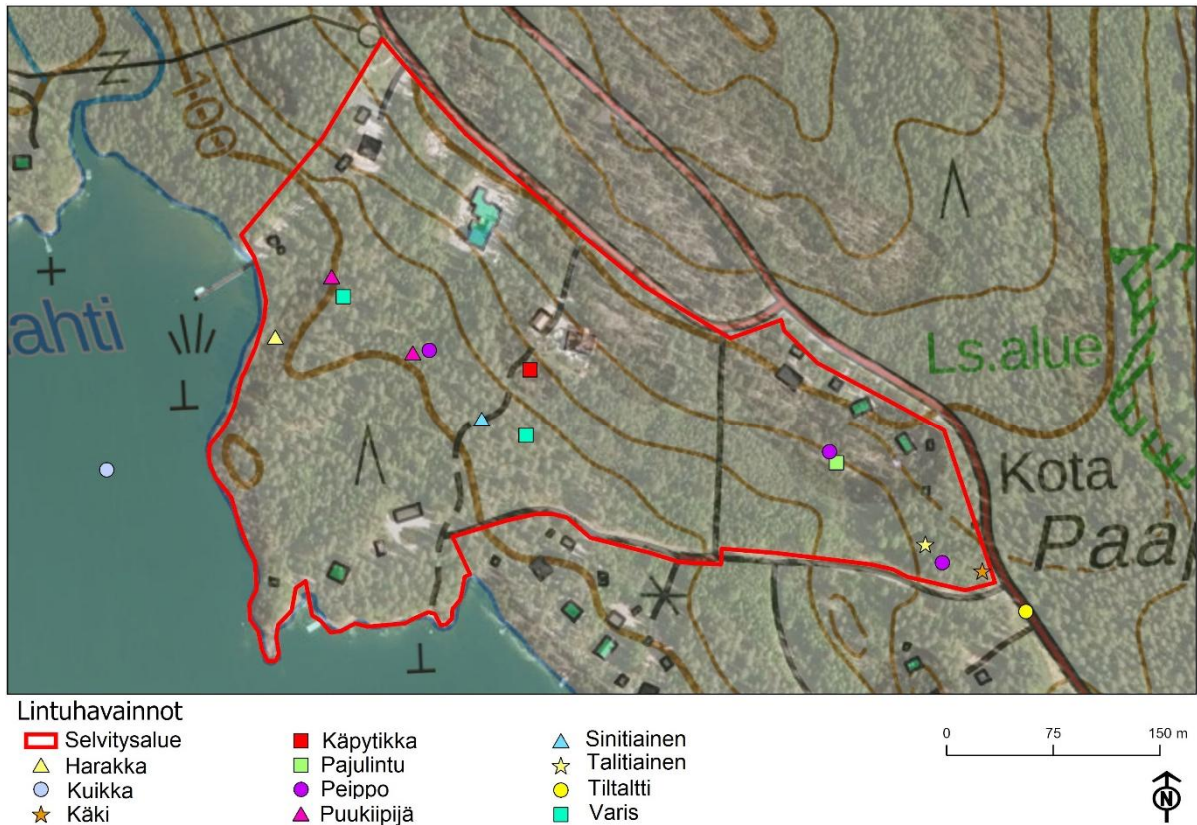 100
ahti
Ls.alue
Kota
Paa
Lintuhavainnot
Selvitysalue
Harakka
Kuikka
Käki
Käpytikka
Pajulintu
Peippo
Puukiipijä
Sinitiainen
Talitiainen
Tiltaltti
Varis
0 75 150 m
N